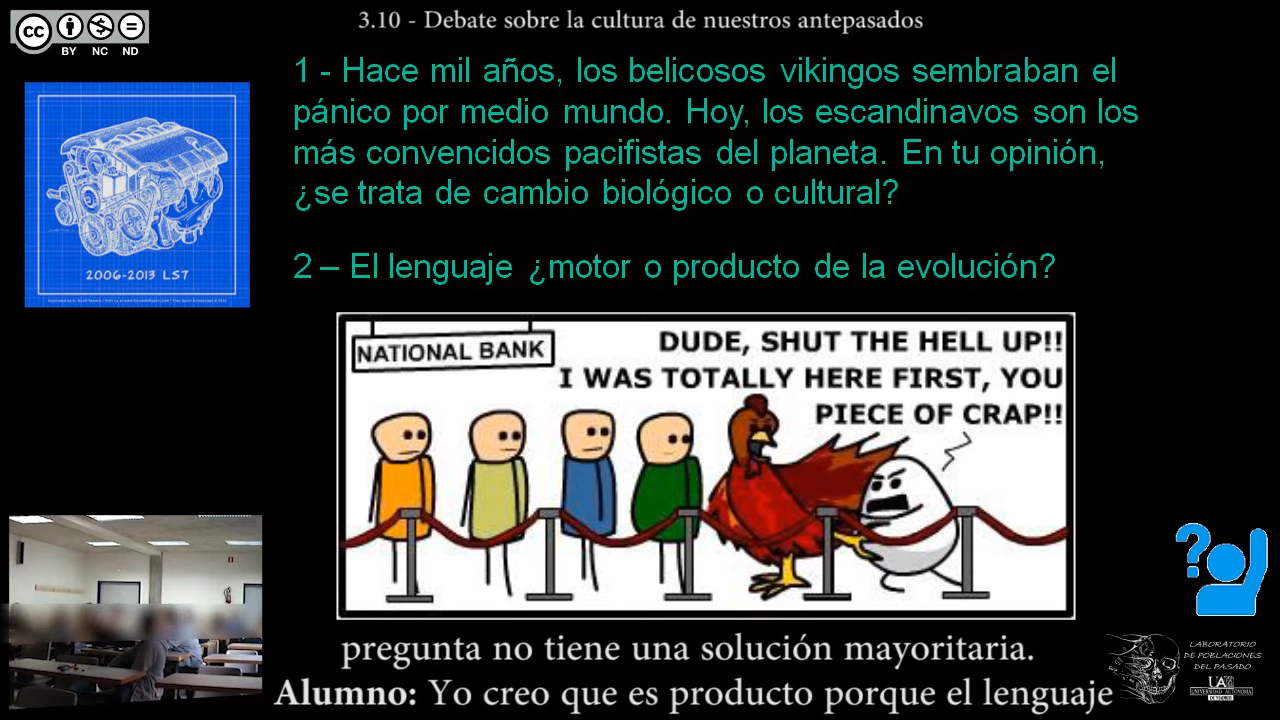 3.10 - Debate sobre la cultura de nuestros antepasados
cc
BY NC ND
1 - Hace mil años, los belicosos vikingos sembraban el
pánico por medio mundo. Hoy, los escandinavos son los
más convencidos pacifistas del planeta. En tu opinión,
¿se trata de cambio biológico o cultural?
2 – El lenguaje ¿motor o producto de la evolución?
2006-2013 LS7
NATIONAL BANK
DUDE, SHUT THE HELL UP!!
I WAS TOTALLY HERE FIRST, YOU
PIECE OF CRAP!!
?
pregunta no tiene una solución mayoritaria.
Alumno: Yo creo que es producto porque el lenguaje
LABORATORIO
DE POBLACIONES
DEL PASADO
UAM
UNIVERSIDAD AUTÓNOMA
DE MADRID